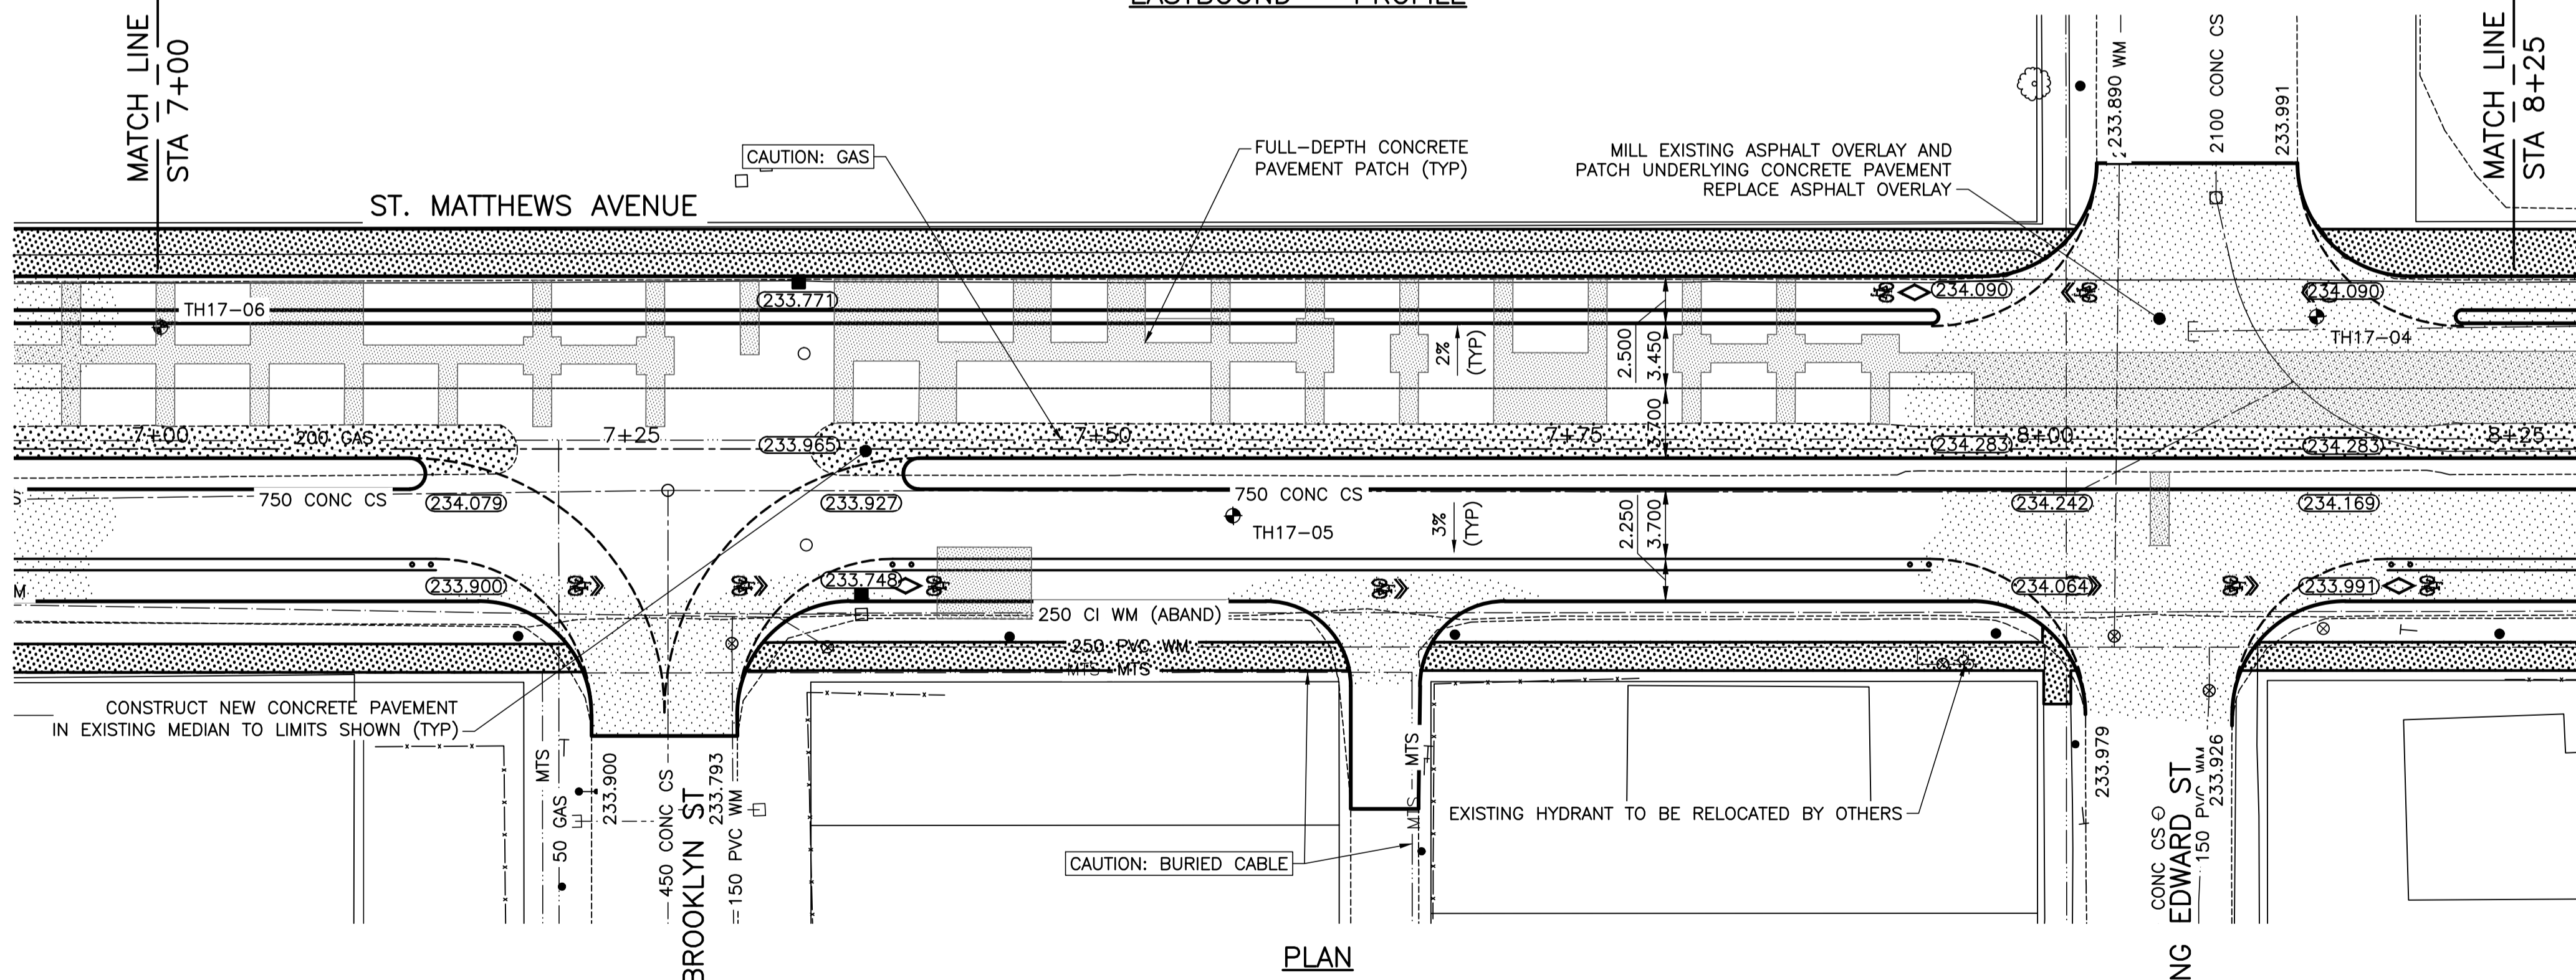 EASTBOUND PROFILE
MATCH LINE
STA 7+00
MATCH LINE
STA 8+25
ST. MATTHEWS AVENUE
CAUTION: GAS
FULL-DEPTH CONCRETE
PAVEMENT PATCH (TYP)
MILL EXISTING ASPHALT OVERLAY AND
PATCH UNDERLYING CONCRETE PAVEMENT
REPLACE ASPHALT OVERLAY
233.890
WM
2100 CONC CS
233.991
TH17-06
233.771
234.090
234.090
TH17-04
2%
(TYP)
2.500
3.450
3.700
7+00
200 GAS
7+25
233.965
7+50
7+75
234.283
8+00
234.283
8+25
750 CONC CS
234.079
233.927
750 CONC CS
TH17-05
3%
(TYP)
2.250
3.700
234.242
234.169
233.900
233.748
234.064
233.991
250 CI WM (ABAND)
250 PVC WM
MTS MTS
CONSTRUCT NEW CONCRETE PAVEMENT
IN EXISTING MEDIAN TO LIMITS SHOWN (TYP)
MTS
50 GAS
233.900
450 CONC CS
BROOKLYN ST
233.793
150 PVC WM
MTS
MTS
CAUTION: BURIED CABLE
EXISTING HYDRANT TO BE RELOCATED BY OTHERS
233.979
CONC CS
NG EDWARD ST
150 PVC WM
233.926
PLAN